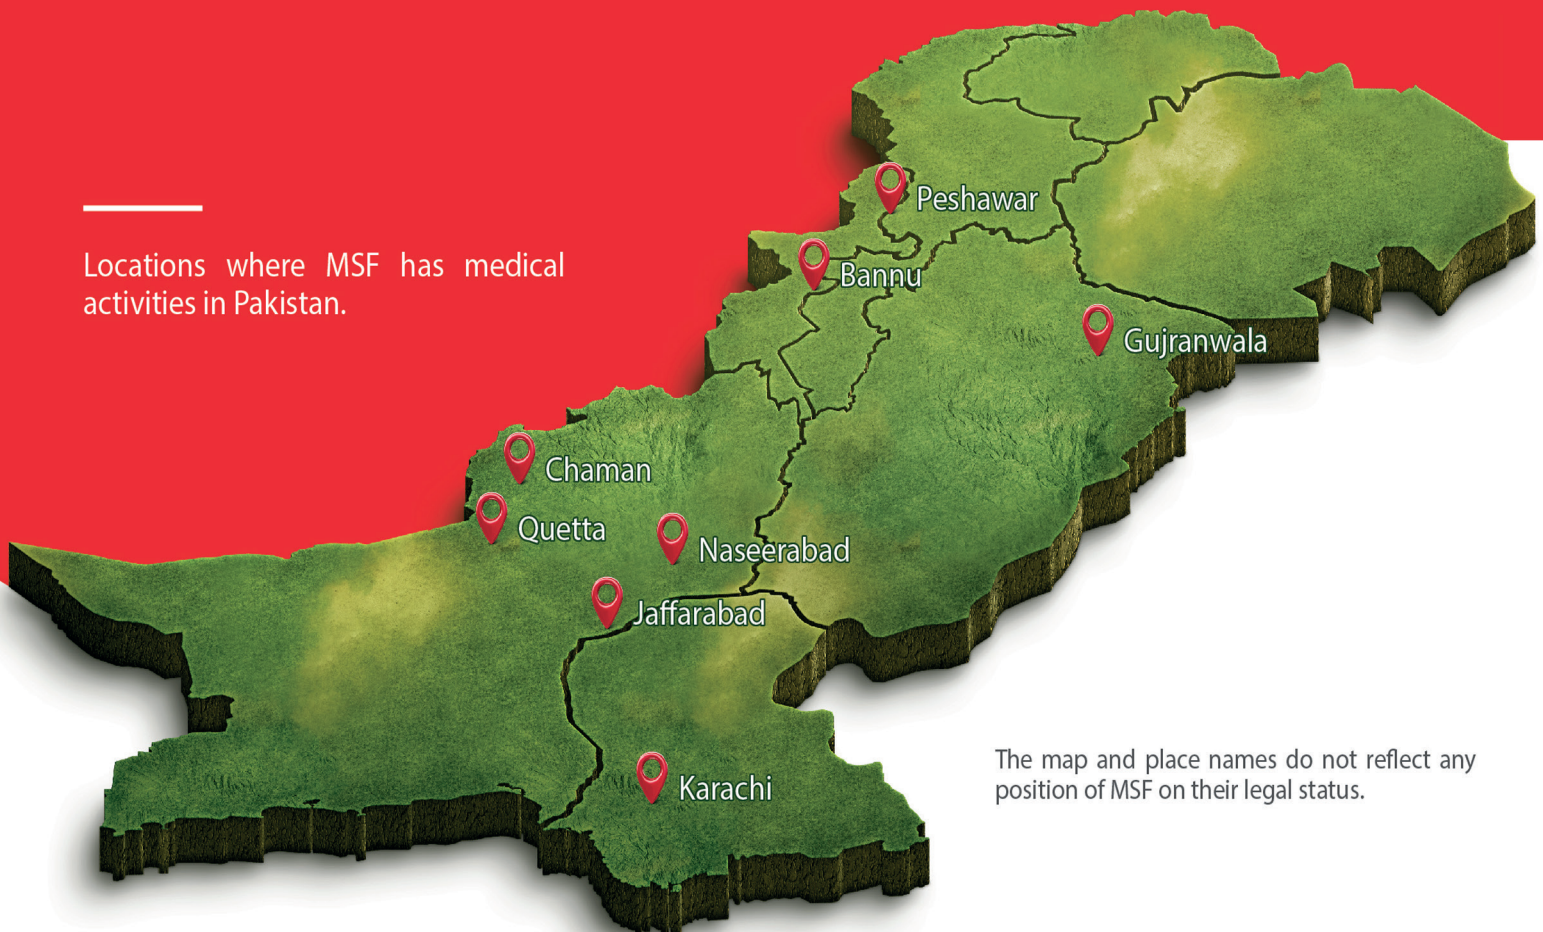 Locations where MSF has medical
activities in Pakistan.
Peshawar
Bannu
Gujranwala
Chaman
Quetta
Naseerabad
Jaffarabad
Karachi
The map and place names do not reflect any
position of MSF on their legal status.